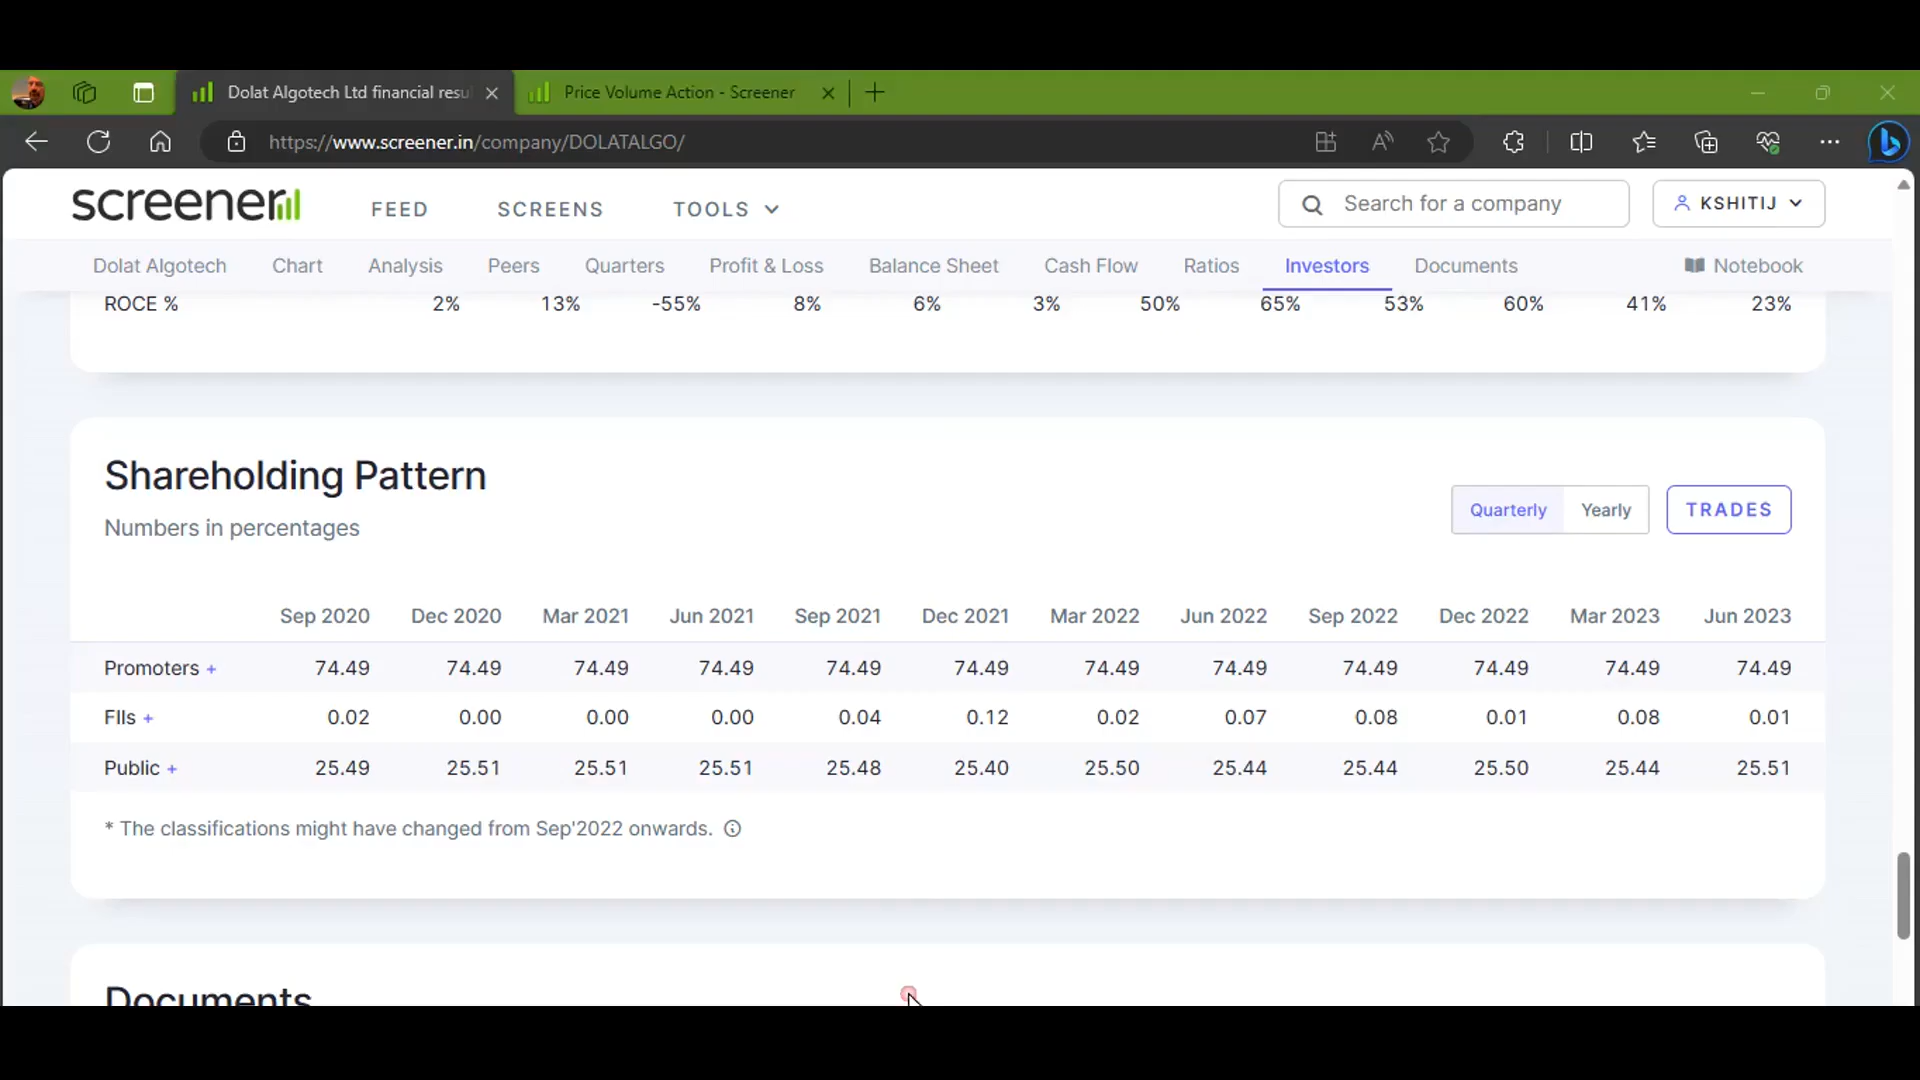 Dolat Algotech Ltd financial resu
Price Volume Action - Screener
https://www.screener.in/company/DOLATALGO/
screener
FEED SCREENS TOOLS
Search for a company
KSHITIJ
Dolat Algotech Chart Analysis Peers Quarters Profit & Loss Balance Sheet Cash Flow Ratios Investors Documents Notebook
ROCE % 2% 13% -55% 8% 6% 3% 50% 65% 53% 60% 41% 23%
Shareholding Pattern
Numbers in percentages
Quarterly Yearly TRADES
Sep 2020 Dec 2020 Mar 2021 Jun 2021 Sep 2021 Dec 2021 Mar 2022 Jun 2022 Sep 2022 Dec 2022 Mar 2023 Jun 2023
Promoters + 74.49 74.49 74.49 74.49 74.49 74.49 74.49 74.49 74.49 74.49 74.49 74.49
FIIs + 0.02 0.00 0.00 0.00 0.04 0.12 0.02 0.07 0.08 0.01 0.08 0.01
Public + 25.49 25.51 25.51 25.51 25.48 25.40 25.50 25.44 25.44 25.50 25.44 25.51
* The classifications might have changed from Sep'2022 onwards.
Documents